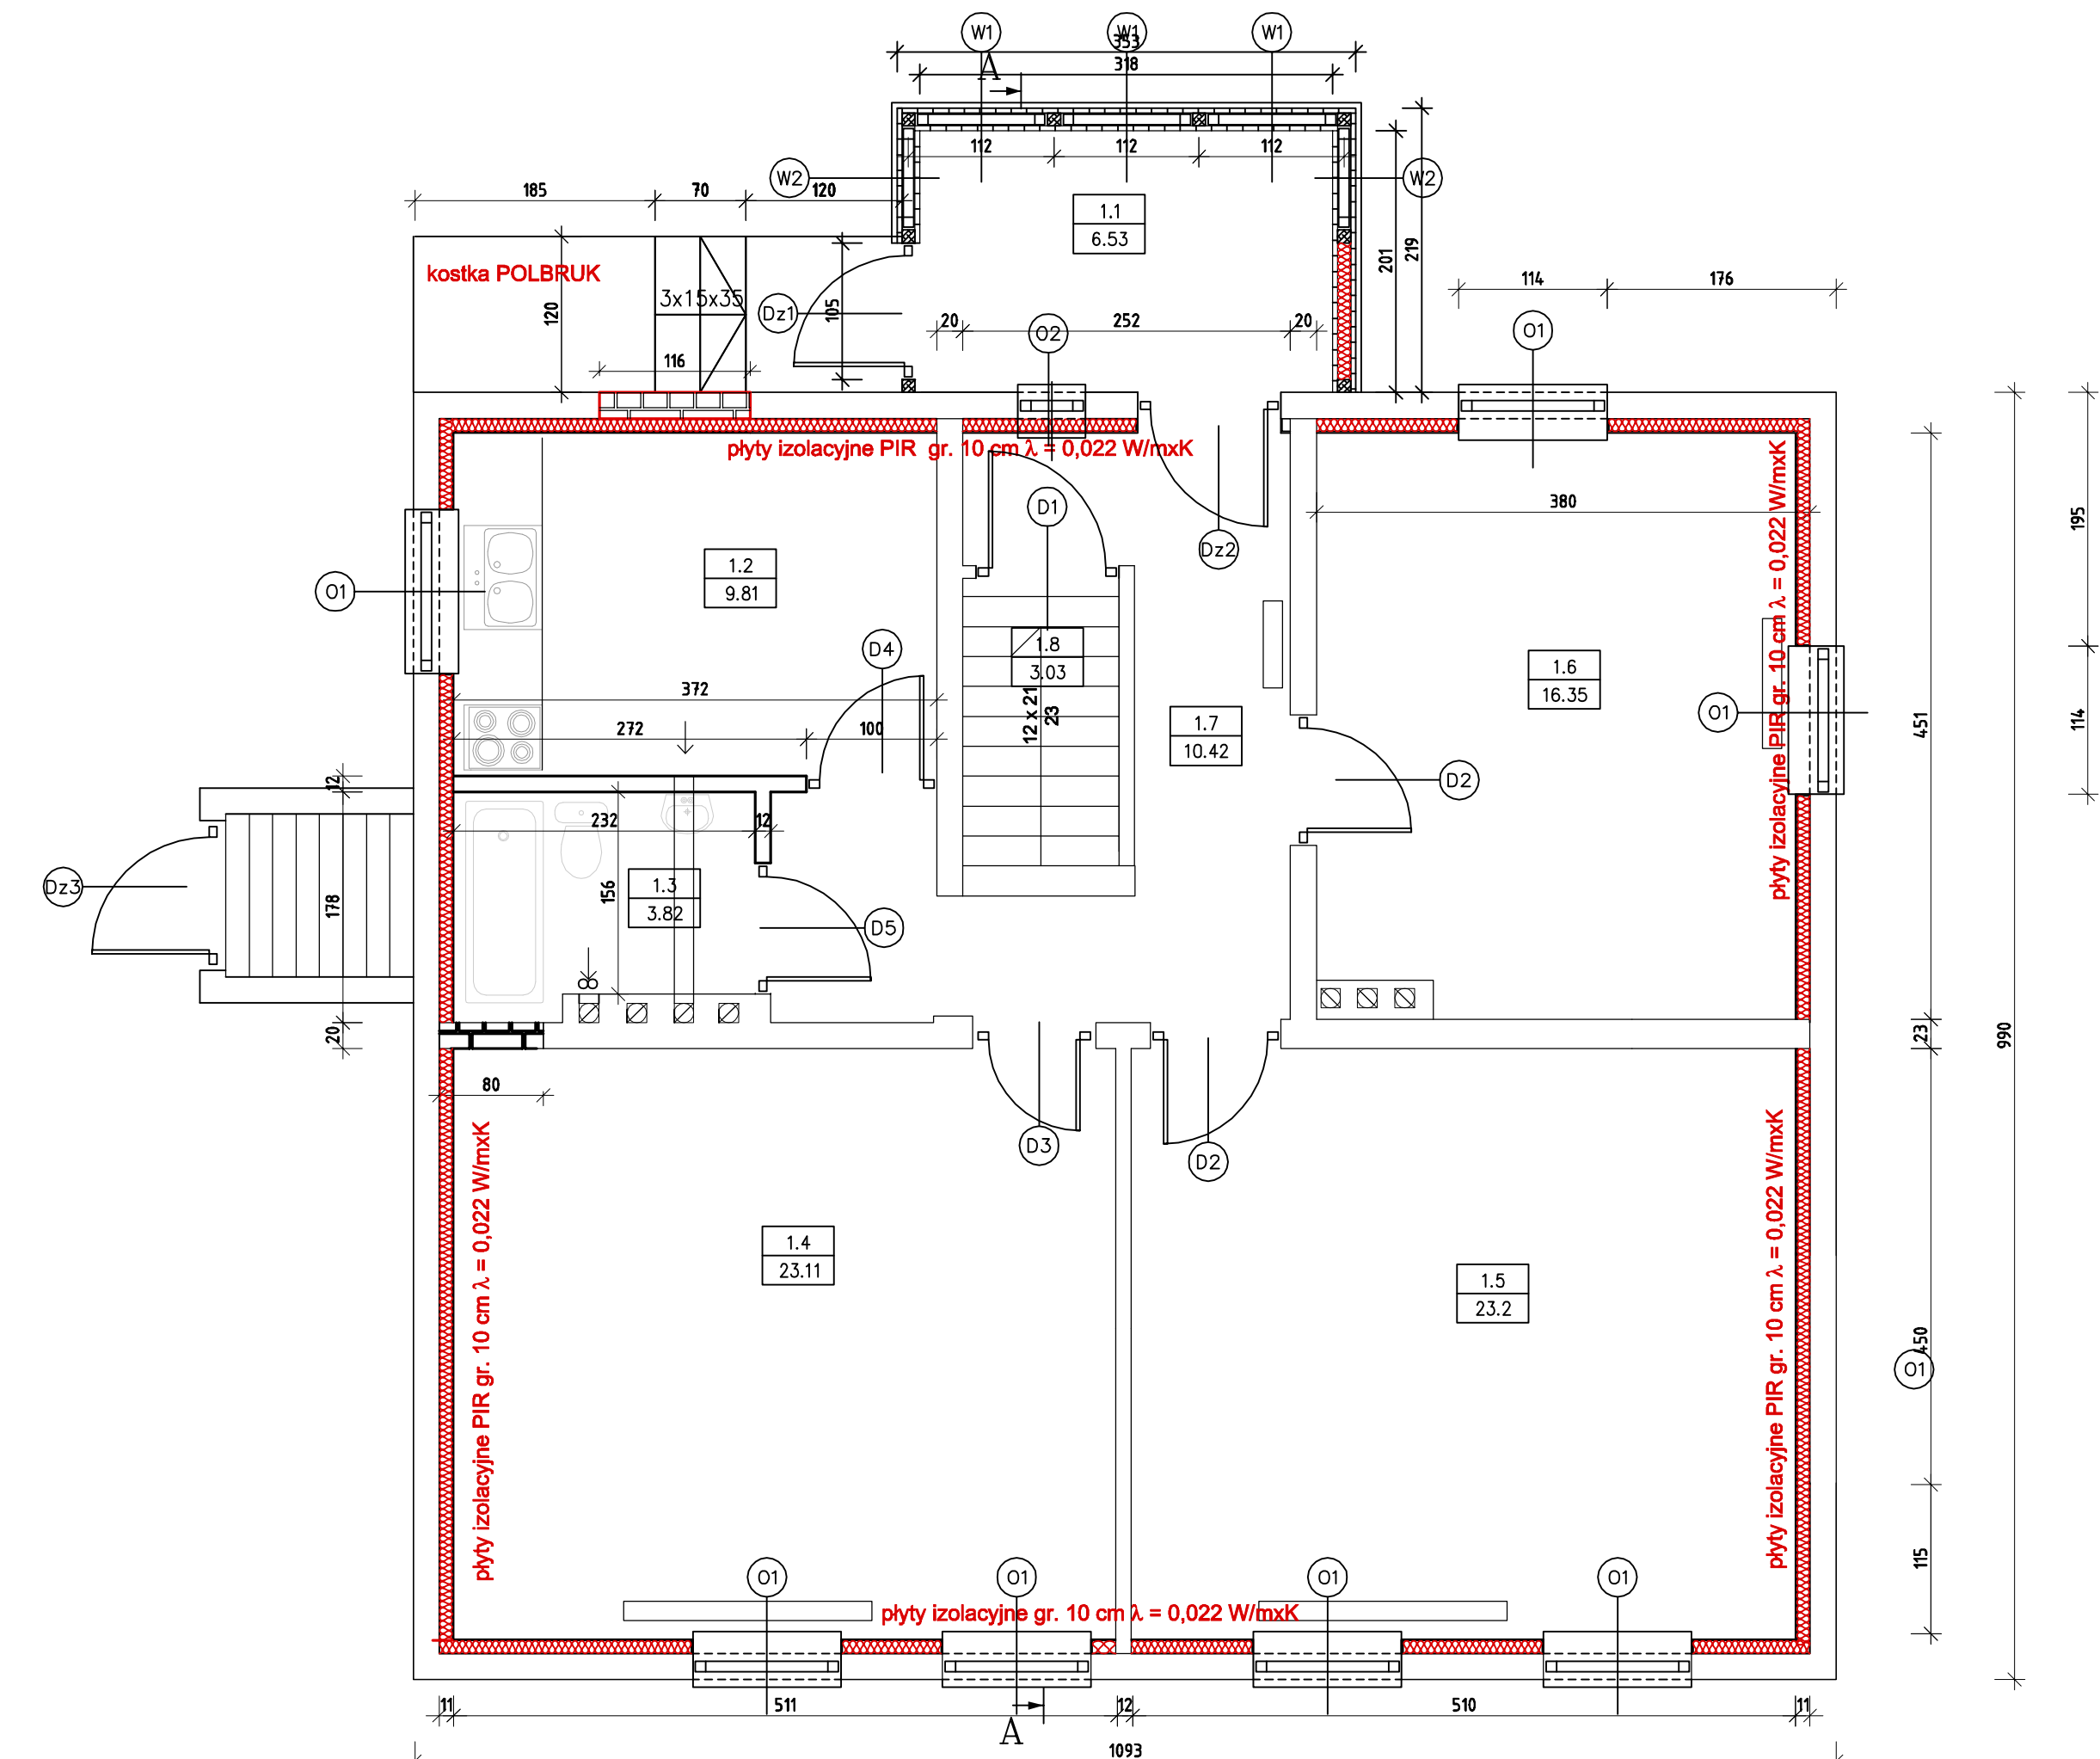 W1
W1
W1
353
A
318
112
112
112
W2
W2
185
70
120
1.1
6.53
201
219
kostka POLBRUK
3x15x35
120
Dz1
105
114
176
20
252
20
O2
O1
116
płyty izolacyjne PIR  gr. 10 cm λ = 0,022 W/mxK
380
płyty izolacyjne PIR gr. 10 cm λ = 0,022 W/mxK
195
D1
Dz2
1.2
9.81
O1
D4
1.8
3.03
1.6
16.35
372
12 x 21
23
1.7
10.42
O1
451
114
272
100
990
12
D2
232
12
Dz3
178
156
1.3
3.82
D5
20
23
80
D3
D2
płyty izolacyjne PIR gr. 10 cm λ = 0,022 W/mxK
płyty izolacyjne PIR gr. 10 cm λ = 0,022 W/mxK
1.4
23.11
1.5
23.2
450
O1
115
O1
O1
O1
O1
płyty izolacyjne gr. 10 cm λ = 0,022 W/mxK
11
511
12
510
11
A
1093